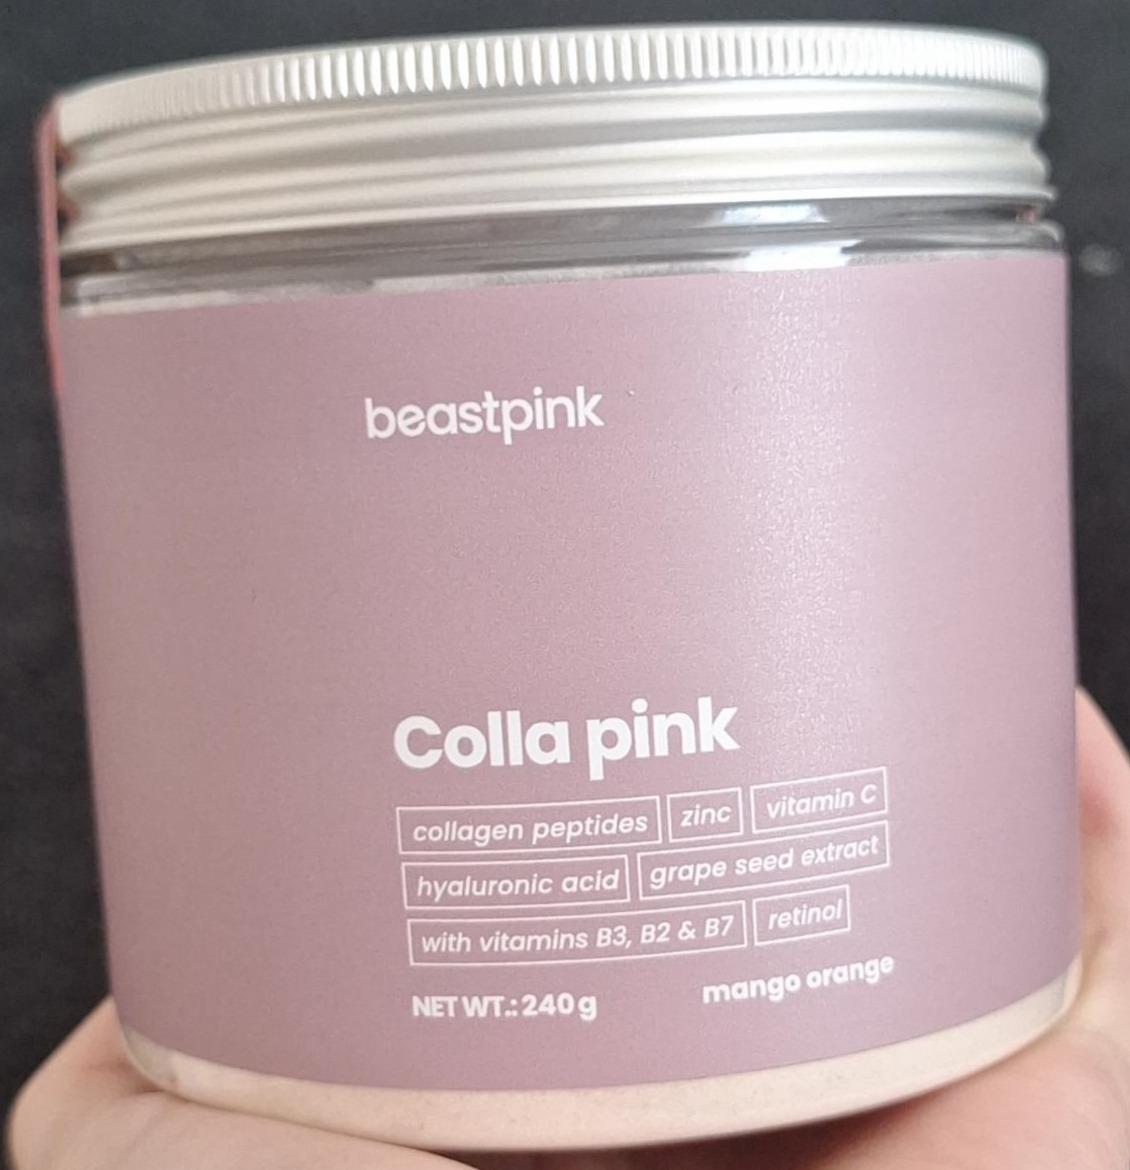 beastpink
Colla pink
collagen peptides zinc vitamin C
hyaluronic acid grape seed extract
with vitamins B3, B2 & B7 retinol
NET WT.: 240 g mango orange